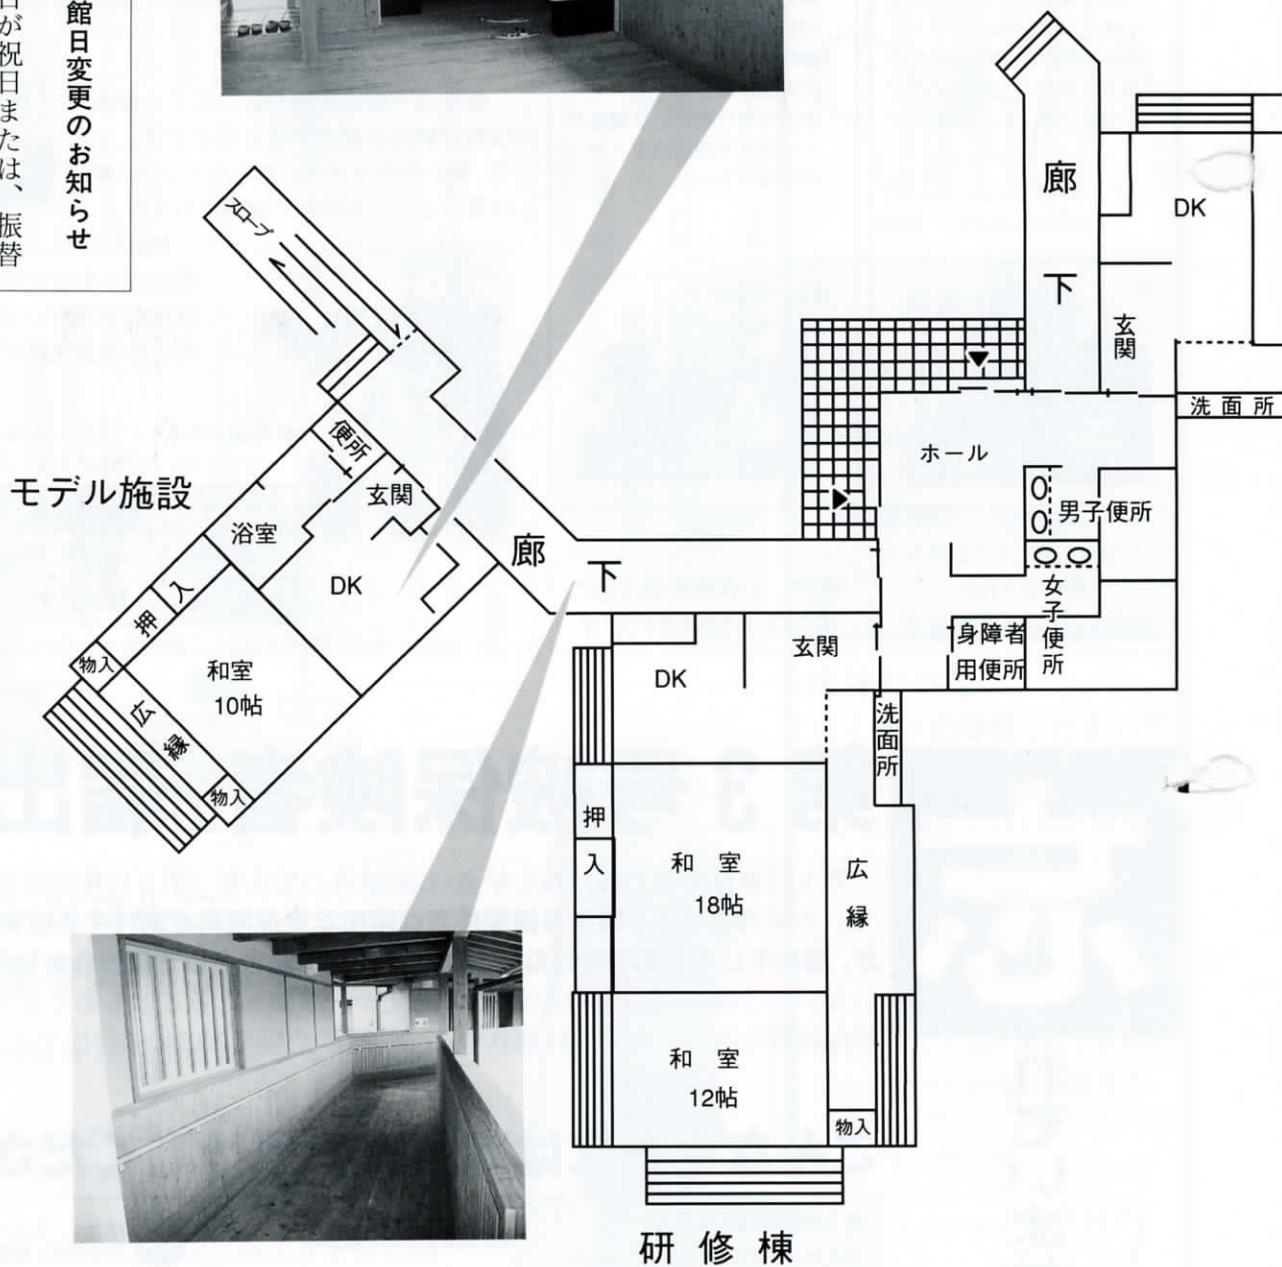 館日変更のお知らせ
日が祝日または、振替
スロープ
便所
玄関
モデル施設
浴室
DK
押入
物入
和室
10帖
広縁
物入
廊下
廊下
DK
玄関
洗面所
ホール
男子便所
女子便所
身障者
用便所
玄関
DK
洗面所
押入
和室
18帖
広縁
和室
12帖
物入
研修棟